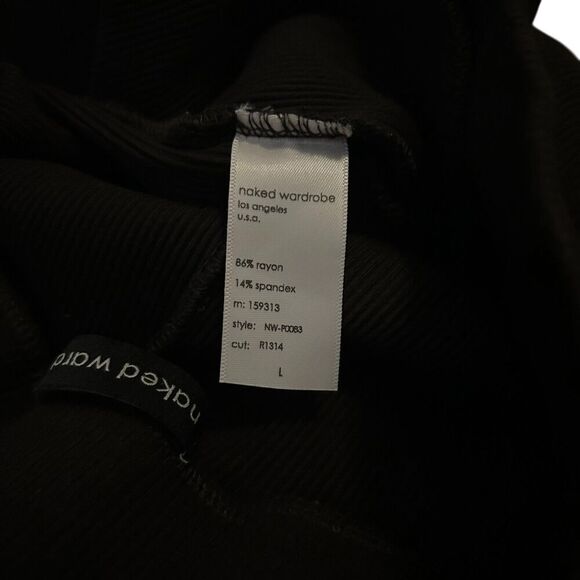 naked wardrobe
los angeles
u.s.a.
86% rayon
14% spandex
rn: 159313
style: NW-P0083
cut: R1314
L
naked ward